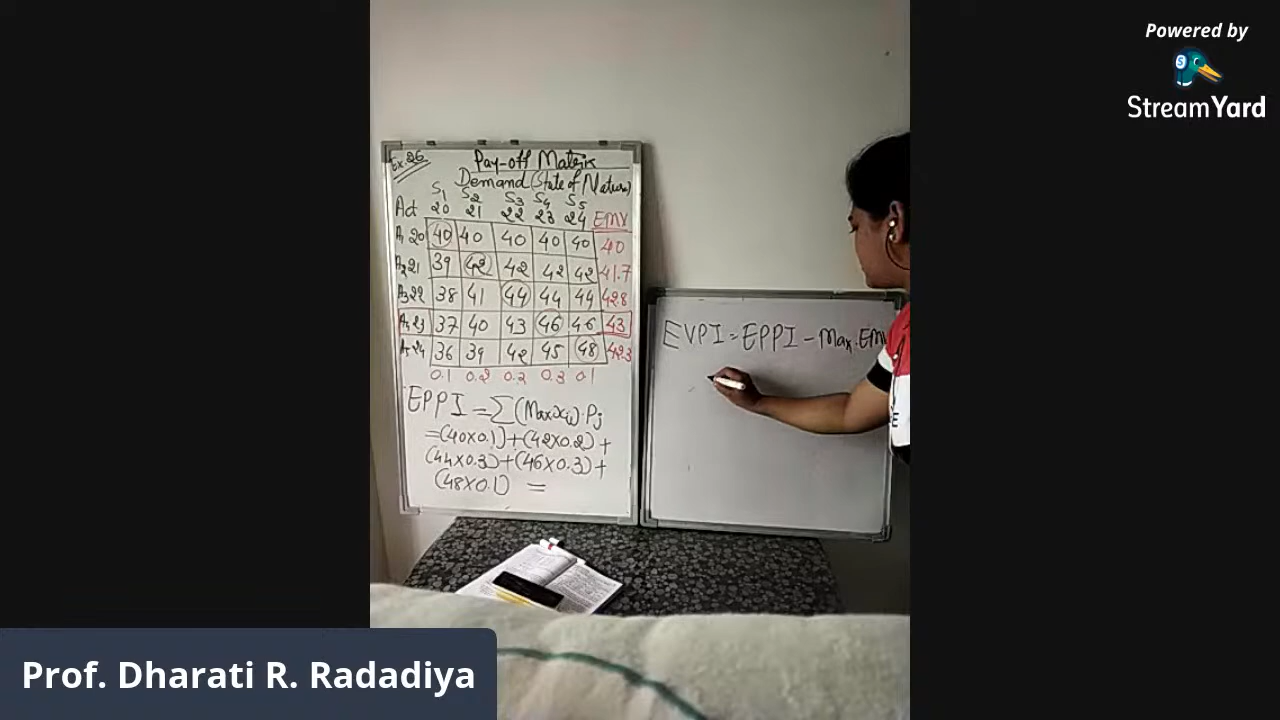 Powered by
StreamYard
Ex. 26
Pay-off Matrix
Demand (State of Nature)
S1 S2 S3 S4 S5
Act 20 21 22 23 24 EMV
A1 20 40 40 40 40 40 40
A2 21 39 42 42 42 42 41.7
A3 22 38 41 44 44 44 42.8
A4 23 37 40 43 46 46 43
A5 24 36 39 42 45 48 42.3
0.1 0.2 0.3 0.3 0.1
EPPI = ∑(Max xij).Pj
=(40×0.1)+(42×0.2)+
(44×0.3)+(46×0.3)+
(48×0.1) =
EVPI = EPPI - Max.EMV
Prof. Dharati R. Radadiya